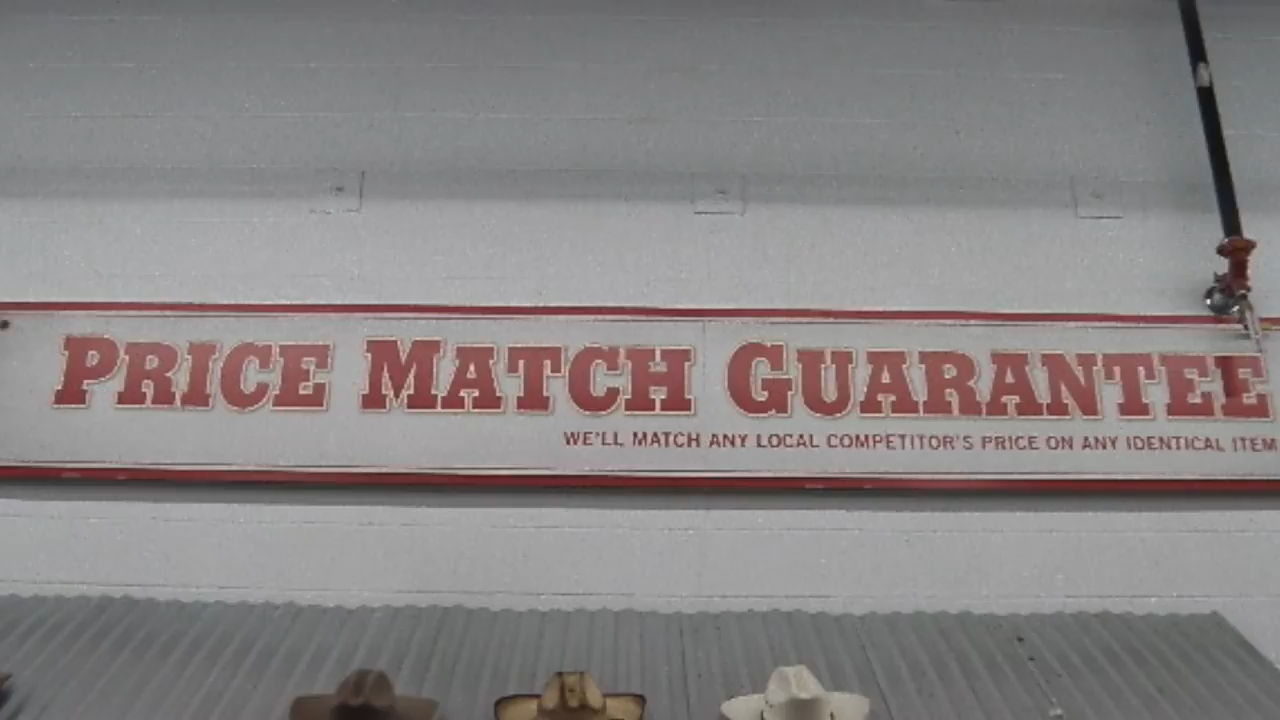 PRICE MATCH GUARANTEE
WE'LL MATCH ANY LOCAL COMPETITOR'S PRICE ON ANY IDENTICAL ITEM